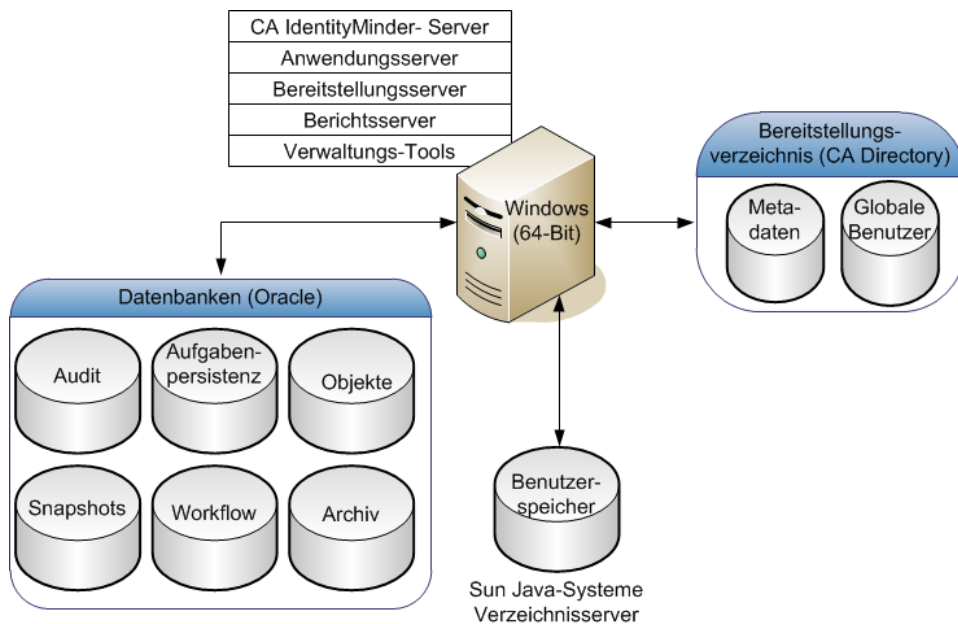 CA IdentityMinder- Server
Anwendungsserver
Bereitstellungsserver
Berichtsserver
Verwaltungs-Tools
Windows
(64-Bit)
Bereitstellungs-
verzeichnis (CA Directory)
Meta-
daten
Globale
Benutzer
Datenbanken (Oracle)
Audit
Aufgaben-
persistenz
Objekte
Snapshots
Workflow
Archiv
Benutzer-
speicher
Sun Java-Systeme
Verzeichnisserver